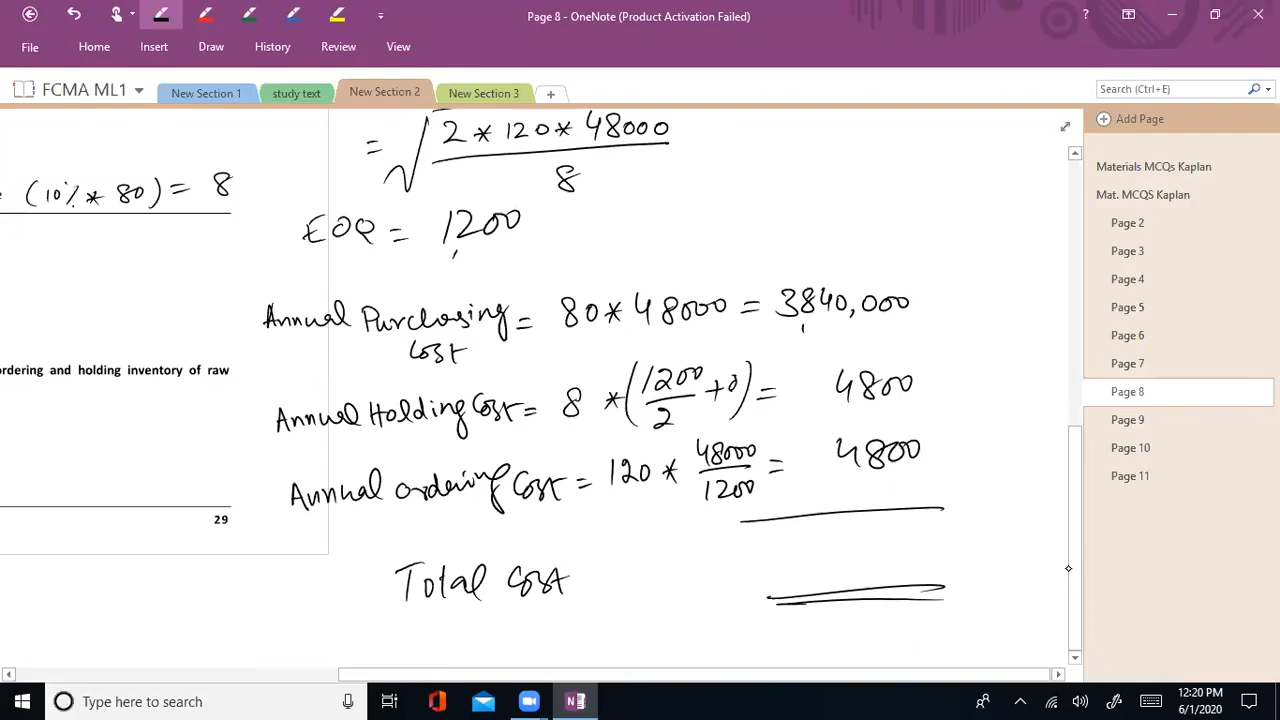 Page 8 - OneNote (Product Activation Failed)
File Home Insert Draw History Review View
FCMA ML1 New Section 1 study text New Section 2 New Section 3 Search (Ctrl+E)
Add Page
Materials MCQs Kaplan
Mat. MCQS Kaplan
Page 2
Page 3
Page 4
Page 5
Page 6
Page 7
Page 8
Page 9
Page 10
Page 11
(10% * 80) = 8
ordering and holding inventory of raw
29
= √ 2 * 120 * 48000
8
EOQ = 1200
Annual Purchasing Cost = 80 * 48000 = 3840,000
Annual Holding Cost = 8 * (1200/2 + 0) = 4800
Annual ordering Cost = 120 * 48000/1200 = 4800
Total Cost
Type here to search
12:20 PM
6/1/2020